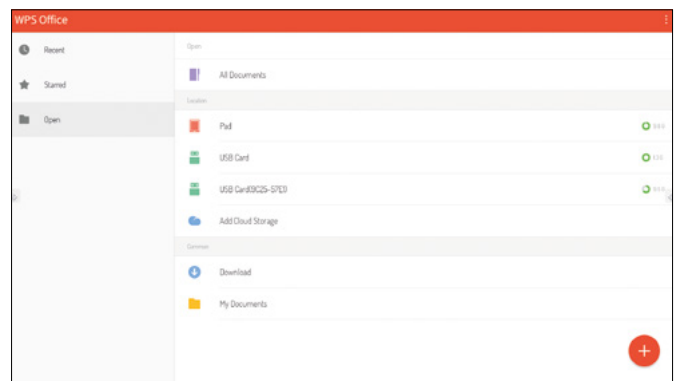 WPS Office
Recent
Starred
Open
Open
All Documents
Location
Pad
USB Card
USB Card(9C25-57E1)
Add Cloud Storage
Common
Download
My Documents